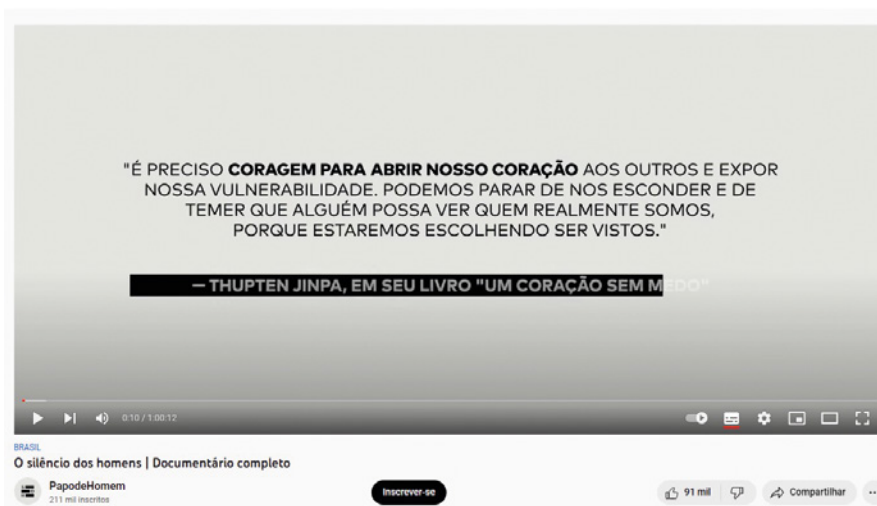 "É PRECISO CORAGEM PARA ABRIR NOSSO CORAÇÃO AOS OUTROS E EXPOR
NOSSA VULNERABILIDADE. PODEMOS PARAR DE NOS ESCONDER E DE
TEMER QUE ALGUÉM POSSA VER QUEM REALMENTE SOMOS,
PORQUE ESTAREMOS ESCOLHENDO SER VISTOS."
— THUPTEN JINPA, EM SEU LIVRO "UM CORAÇÃO SEM MEDO"
0:10 / 1:00:12
BRASIL
O silêncio dos homens | Documentário completo
PapodeHomem
211 mil inscritos
Inscrever-se
91 mil
Compartilhar